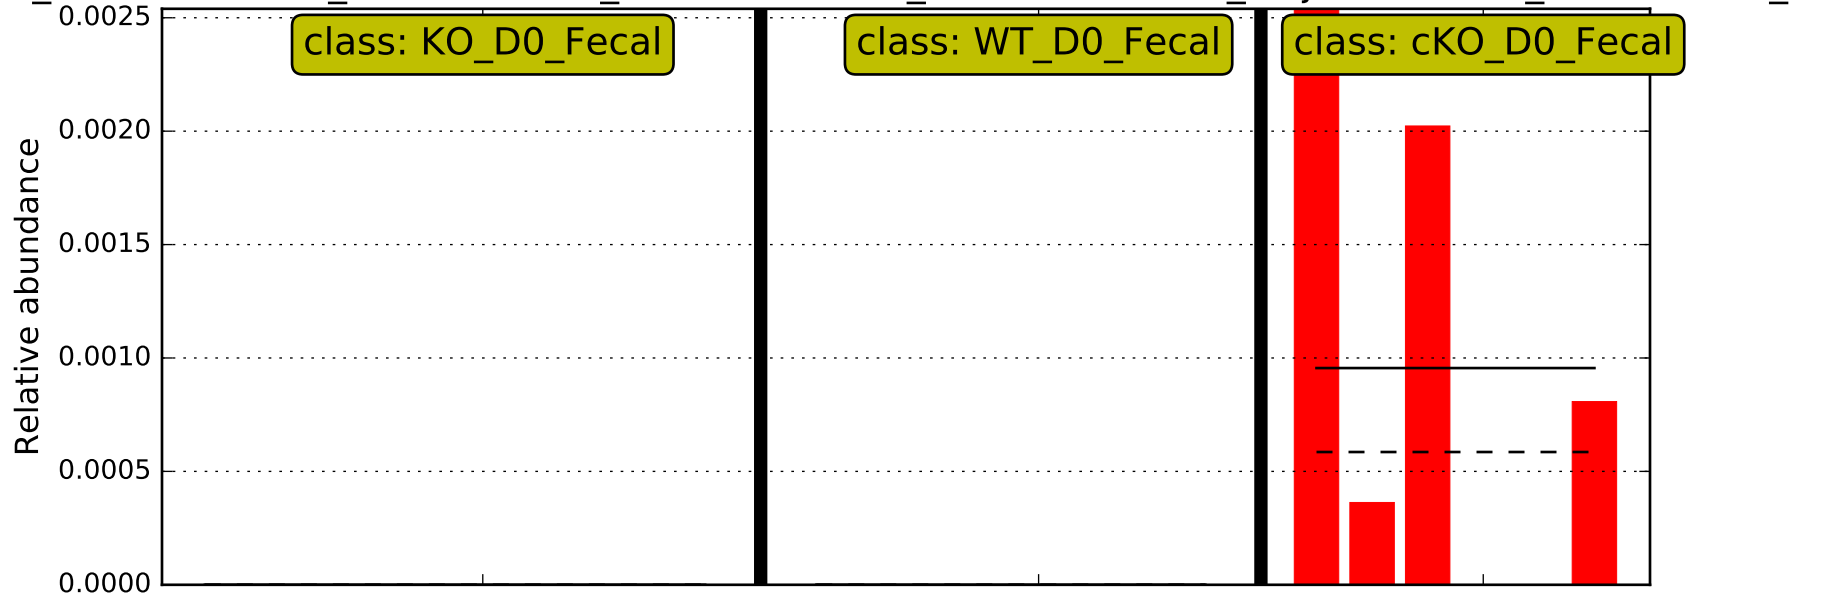 0.0025
class: KO_D0_Fecal
class: WT_D0_Fecal
class: cKO_D0_Fecal
0.0020
0.0015
0.0010
0.0005
0.0000
Relative abundance